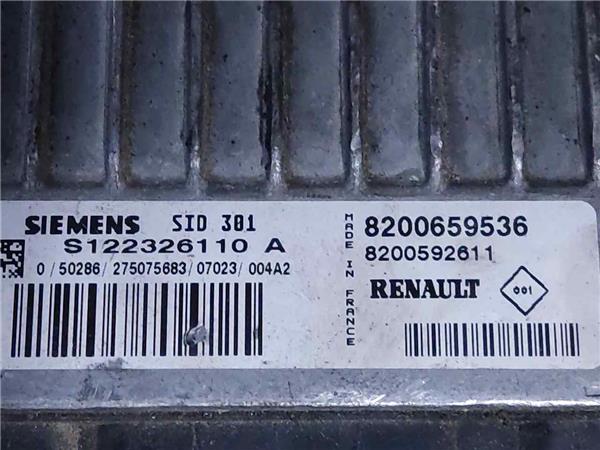 SIEMENS SID 301
S122326110 A
0 / 50286 / 275075683 / 07023 / 004A2
MADE IN FRANCE
8200659536
8200592611
RENAULT 001